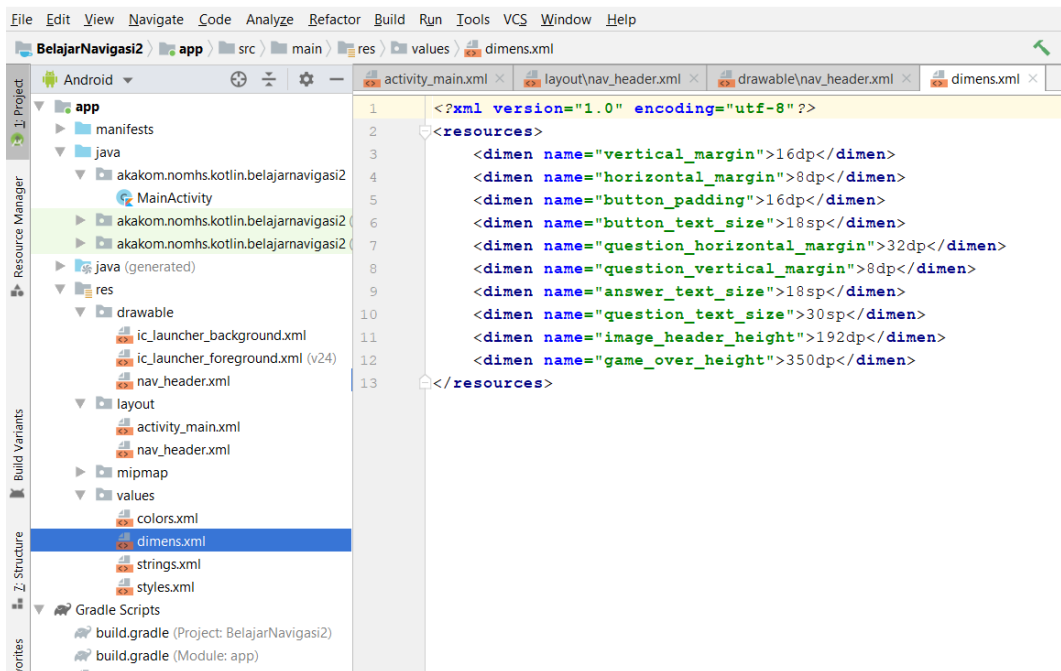 File Edit View Navigate Code Analyze Refactor Build Run Tools VCS Window Help
BelajarNavigasi2 app src main res values dimens.xml
Android
activity_main.xml layout\nav_header.xml drawable\nav_header.xml dimens.xml
1: Project
Resource Manager
Build Variants
Z: Structure
vorites
app
manifests
java
akakom.nomhs.kotlin.belajarnavigasi2
MainActivity
akakom.nomhs.kotlin.belajarnavigasi2 (
akakom.nomhs.kotlin.belajarnavigasi2 (
java (generated)
res
drawable
ic_launcher_background.xml
ic_launcher_foreground.xml (v24)
nav_header.xml
layout
activity_main.xml
nav_header.xml
mipmap
values
colors.xml
dimens.xml
strings.xml
styles.xml
Gradle Scripts
build.gradle (Project: BelajarNavigasi2)
build.gradle (Module: app)
1 <?xml version="1.0" encoding="utf-8"?>
2 <resources>
3 <dimen name="vertical_margin">16dp</dimen>
4 <dimen name="horizontal_margin">8dp</dimen>
5 <dimen name="button_padding">16dp</dimen>
6 <dimen name="button_text_size">18sp</dimen>
7 <dimen name="question_horizontal_margin">32dp</dimen>
8 <dimen name="question_vertical_margin">8dp</dimen>
9 <dimen name="answer_text_size">18sp</dimen>
10 <dimen name="question_text_size">30sp</dimen>
11 <dimen name="image_header_height">192dp</dimen>
12 <dimen name="game_over_height">350dp</dimen>
13 </resources>